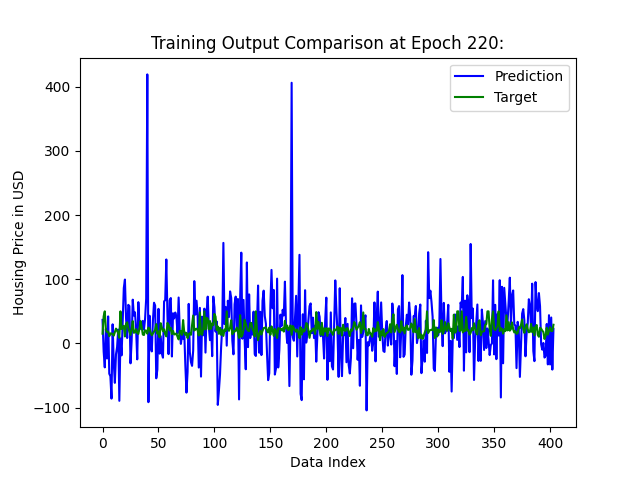 Training Output Comparison at Epoch 220:
Prediction
Target
Housing Price in USD
400
300
200
100
0
−100
0 50 100 150 200 250 300 350 400
Data Index